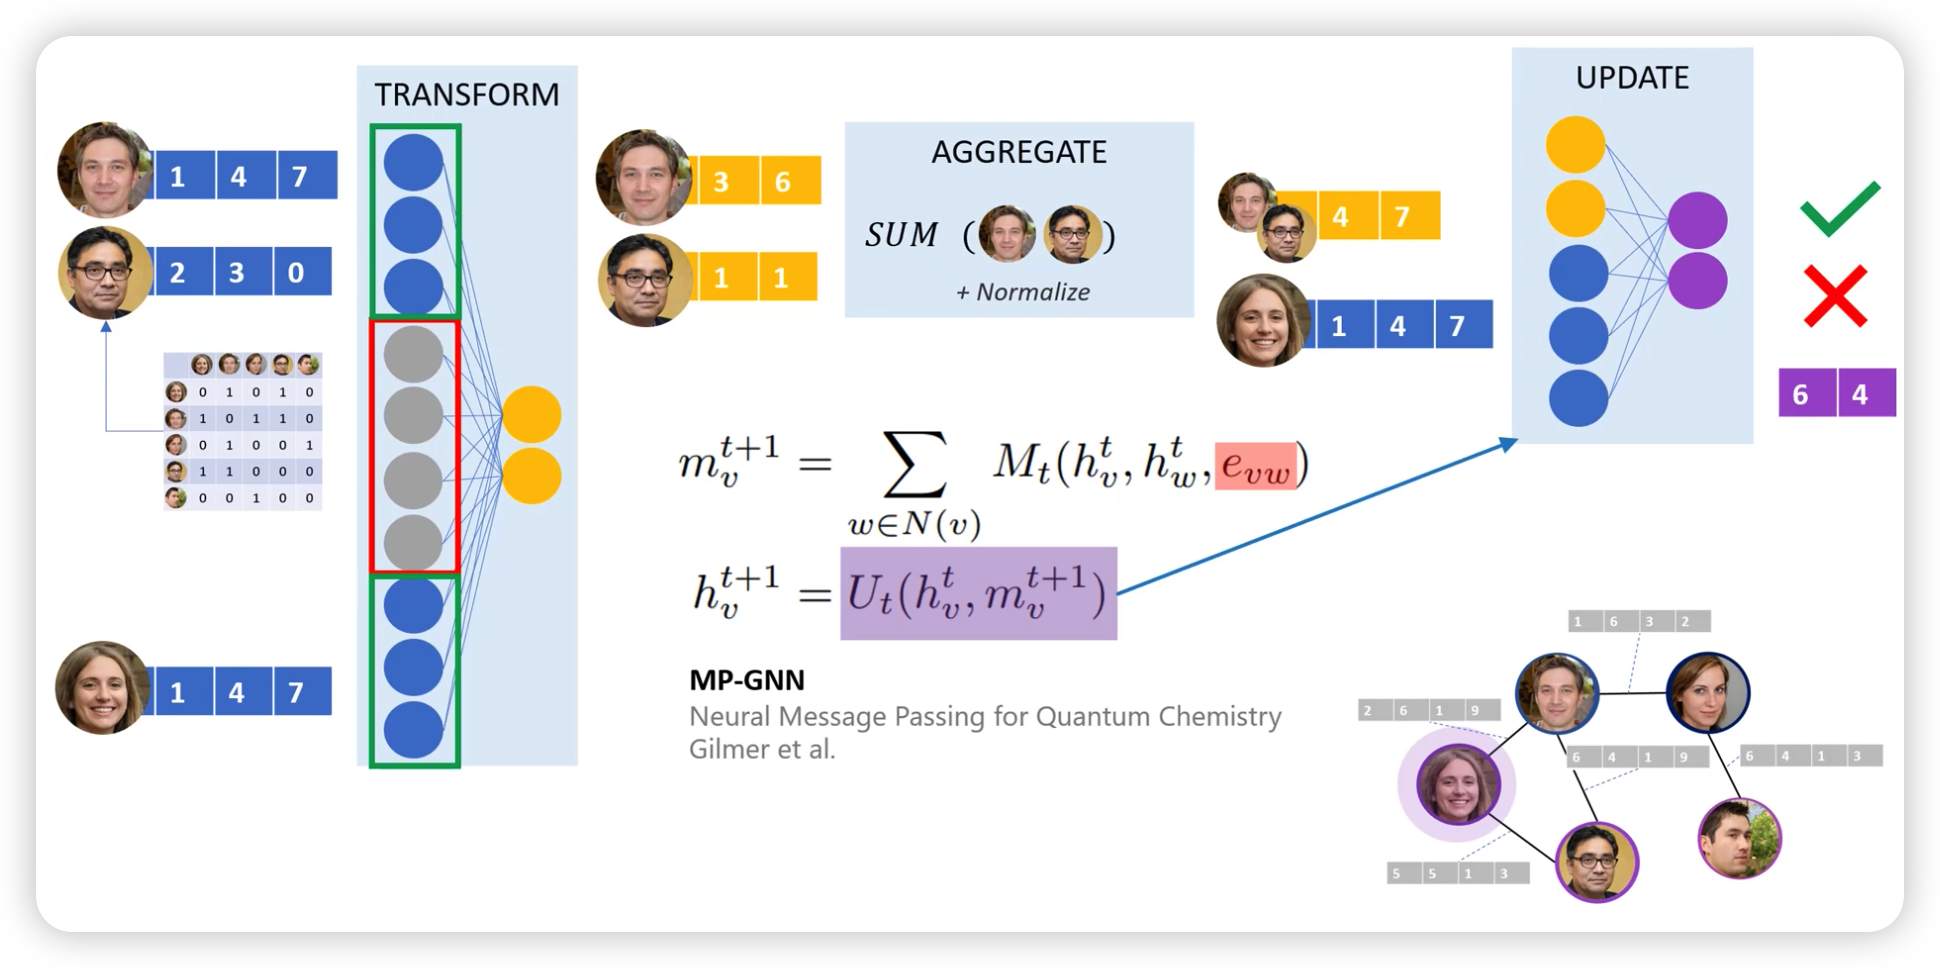 TRANSFORM
1 4 7
2 3 0
0 1 0 1 0
1 0 1 1 0
0 1 0 0 1
1 1 0 0 0
0 0 1 0 0
1 4 7
3 6
1 1
AGGREGATE
SUM ( )
+ Normalize
4 7
1 4 7
UPDATE
6 4
m_v^{t+1} = \sum_{w∈N(v)} M_t(h_v^t, h_w^t, e_{vw})
h_v^{t+1} = U_t(h_v^t, m_v^{t+1})
MP-GNN
Neural Message Passing for Quantum Chemistry
Gilmer et al.
1 6 3 2
2 6 1 9
6 4 1 9
6 4 1 3
5 5 1 3